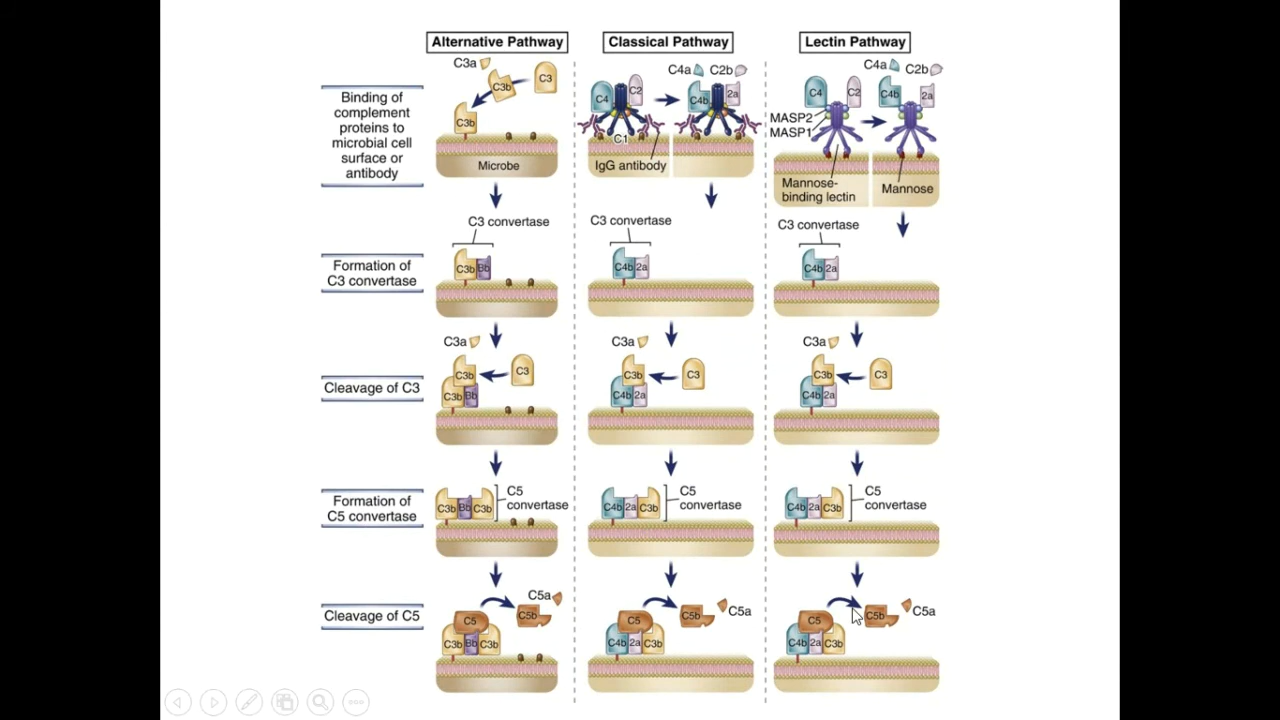 Alternative Pathway
Classical Pathway
Lectin Pathway
Binding of
complement
proteins to
microbial cell
surface or
antibody
C3a
C3b
C3
C3b
Microbe
C4
C2
C1
IgG antibody
C4a
C2b
C4b
2a
C4
C2
MASP2
MASP1
Mannose-
binding lectin
C4a
C2b
C4b
2a
Mannose
Formation of
C3 convertase
C3 convertase
C3b
Bb
C3 convertase
C4b
2a
C3 convertase
C4b
2a
Cleavage of C3
C3a
C3b
C3
C3b
Bb
C3a
C3b
C3
C4b
2a
C3a
C3b
C3
C4b
2a
Formation of
C5 convertase
C3b
Bb
C3b
C5
convertase
C4b
2a
C3b
C5
convertase
C4b
2a
C3b
C5
convertase
Cleavage of C5
C5a
C5b
C5
C3b
Bb
C3b
C5
C5b
C5a
C4b
2a
C3b
C5
C5b
C5a
C4b
2a
C3b